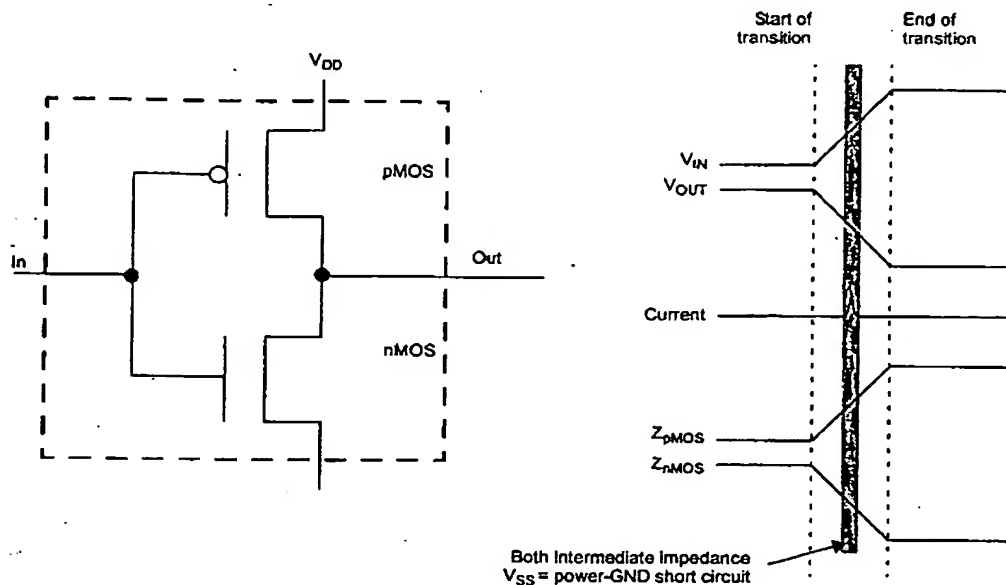 Start of
transition
End of
transition
VDD
pMOS
In
Out
nMOS
VIN
VOUT
Current
ZpMOS
ZnMOS
Both Intermediate Impedance
VSS = power-GND short circuit